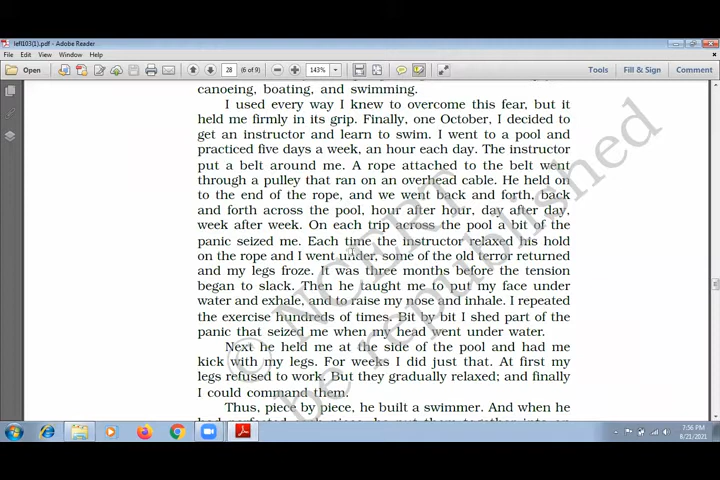 lefl103(1).pdf - Adobe Reader
File Edit View Window Help
Open 28 (6 of 9) 143% Tools Fill & Sign Comment
canoeing, boating, and swimming.
I used every way I knew to overcome this fear, but it
held me firmly in its grip. Finally, one October, I decided to
get an instructor and learn to swim. I went to a pool and
practiced five days a week, an hour each day. The instructor
put a belt around me. A rope attached to the belt went
through a pulley that ran on an overhead cable. He held on
to the end of the rope, and we went back and forth, back
and forth across the pool, hour after hour, day after day,
week after week. On each trip across the pool a bit of the
panic seized me. Each time the instructor relaxed his hold
on the rope and I went under, some of the old terror returned
and my legs froze. It was three months before the tension
began to slack. Then he taught me to put my face under
water and exhale, and to raise my nose and inhale. I repeated
the exercise hundreds of times. Bit by bit I shed part of the
panic that seized me when my head went under water.
Next he held me at the side of the pool and had me
kick with my legs. For weeks I did just that. At first my
legs refused to work. But they gradually relaxed; and finally
I could command them.
Thus, piece by piece, he built a swimmer. And when he
© NCERT
be republished
7:56 PM
8/21/2021